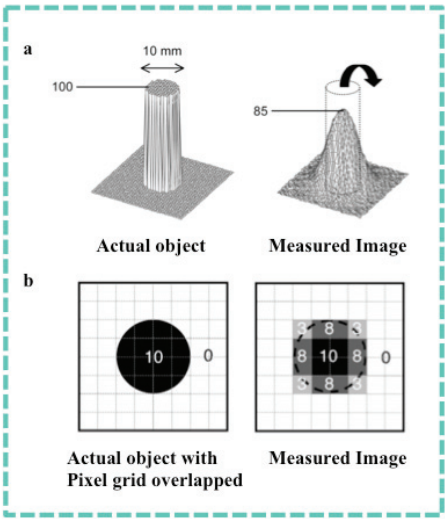 a
10 mm
100
85
Actual object
Measured Image
b
10
0
3 8 3
8 10 8 0
3 8 3
Actual object with
Pixel grid overlapped
Measured Image